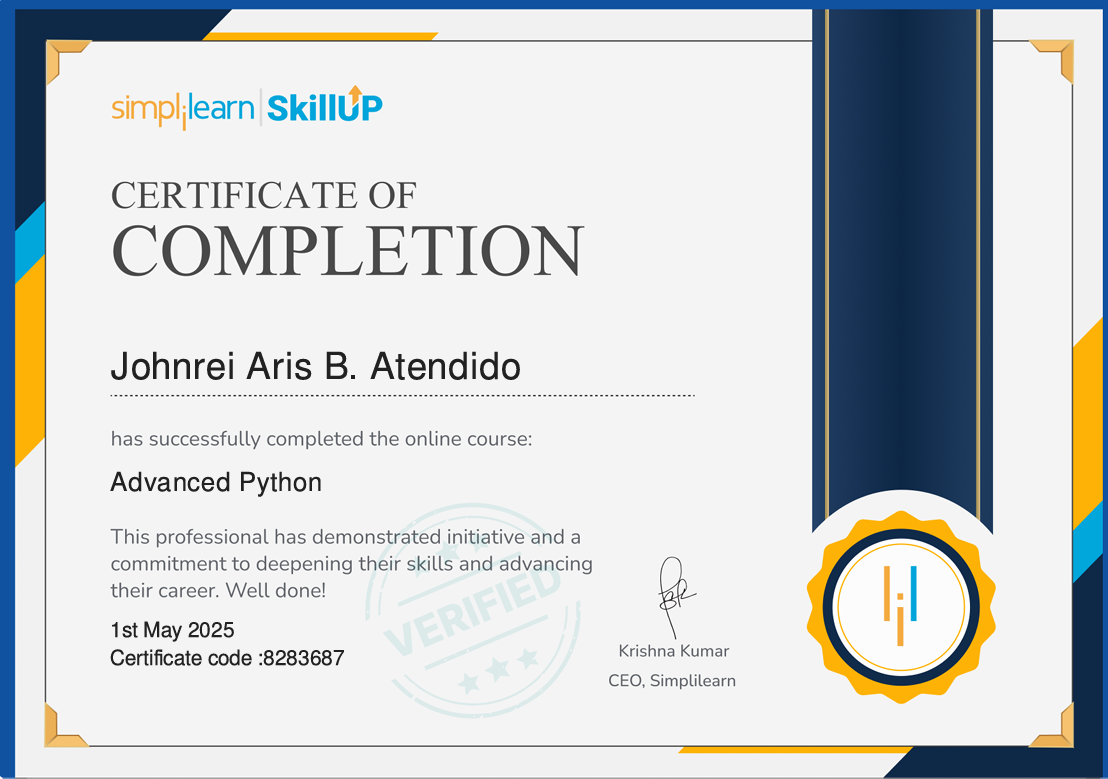 simplilearn | SkillUP
CERTIFICATE OF
COMPLETION
Johnrei Aris B. Atendido
has successfully completed the online course:
Advanced Python
This professional has demonstrated initiative and a
commitment to deepening their skills and advancing
their career. Well done!
VERIFIED
1st May 2025
Certificate code :8283687
Krishna Kumar
CEO, Simplilearn